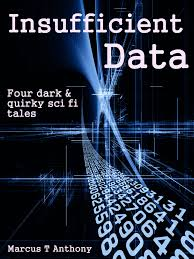 Insufficient
Data
Four dark &
quirky sci fi
tales
Marcus T Anthony